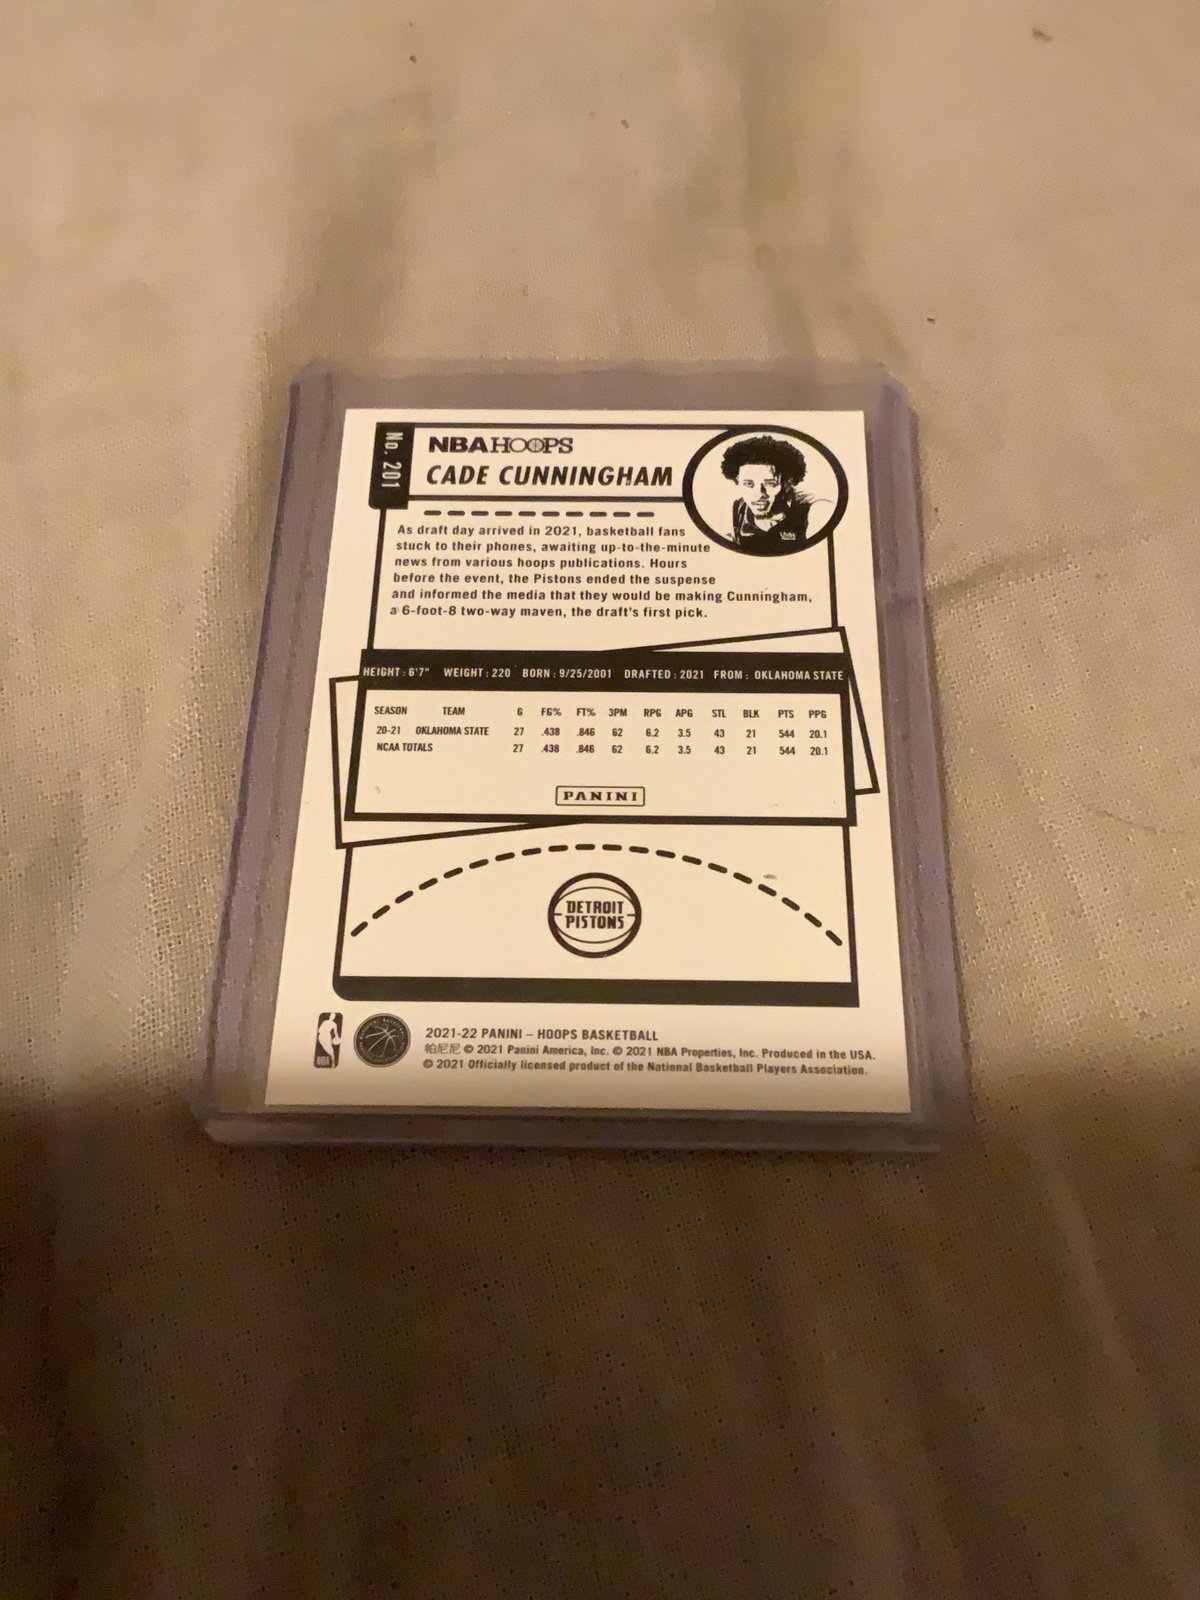 No. 201
NBA HOOPS
CADE CUNNINGHAM
As draft day arrived in 2021, basketball fans
stuck to their phones, awaiting up-to-the-minute
news from various hoops publications. Hours
before the event, the Pistons ended the suspense
and informed the media that they would be making Cunningham,
a 6-foot-8 two-way maven, the draft's first pick.
HEIGHT: 6'7" WEIGHT: 220 BORN: 9/25/2001 DRAFTED: 2021 FROM: OKLAHOMA STATE
SEASON TEAM G FG% FT% 3PM RPG APG STL BLK PTS PPG
20-21 OKLAHOMA STATE 27 .438 .846 62 6.2 3.5 43 21 544 20.1
NCAA TOTALS 27 .438 .846 62 6.2 3.5 43 21 544 20.1
PANINI
DETROIT
PISTONS
NBA
2021-22 PANINI – HOOPS BASKETBALL
帕尼尼 © 2021 Panini America, Inc. © 2021 NBA Properties, Inc. Produced in the USA.
© 2021 Officially licensed product of the National Basketball Players Association.